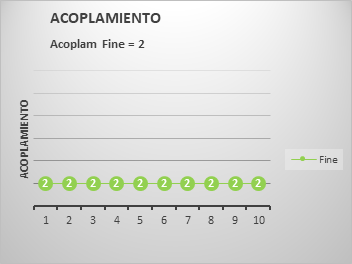 ACOPLAMIENTO
Acoplam Fine = 2
ACOPLAMIENTO
2 2 2 2 2 2 2 2 2 2
1 2 3 4 5 6 7 8 9 10
Fine